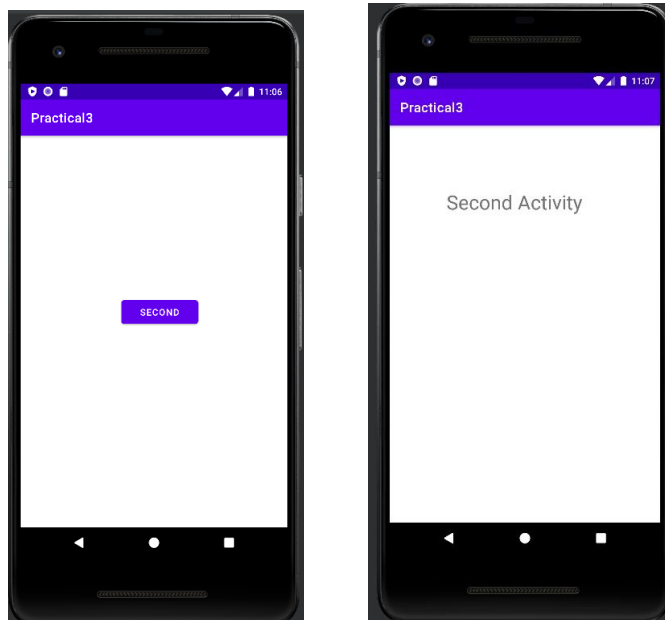 11:06
Practical3
SECOND
11:07
Practical3
Second Activity